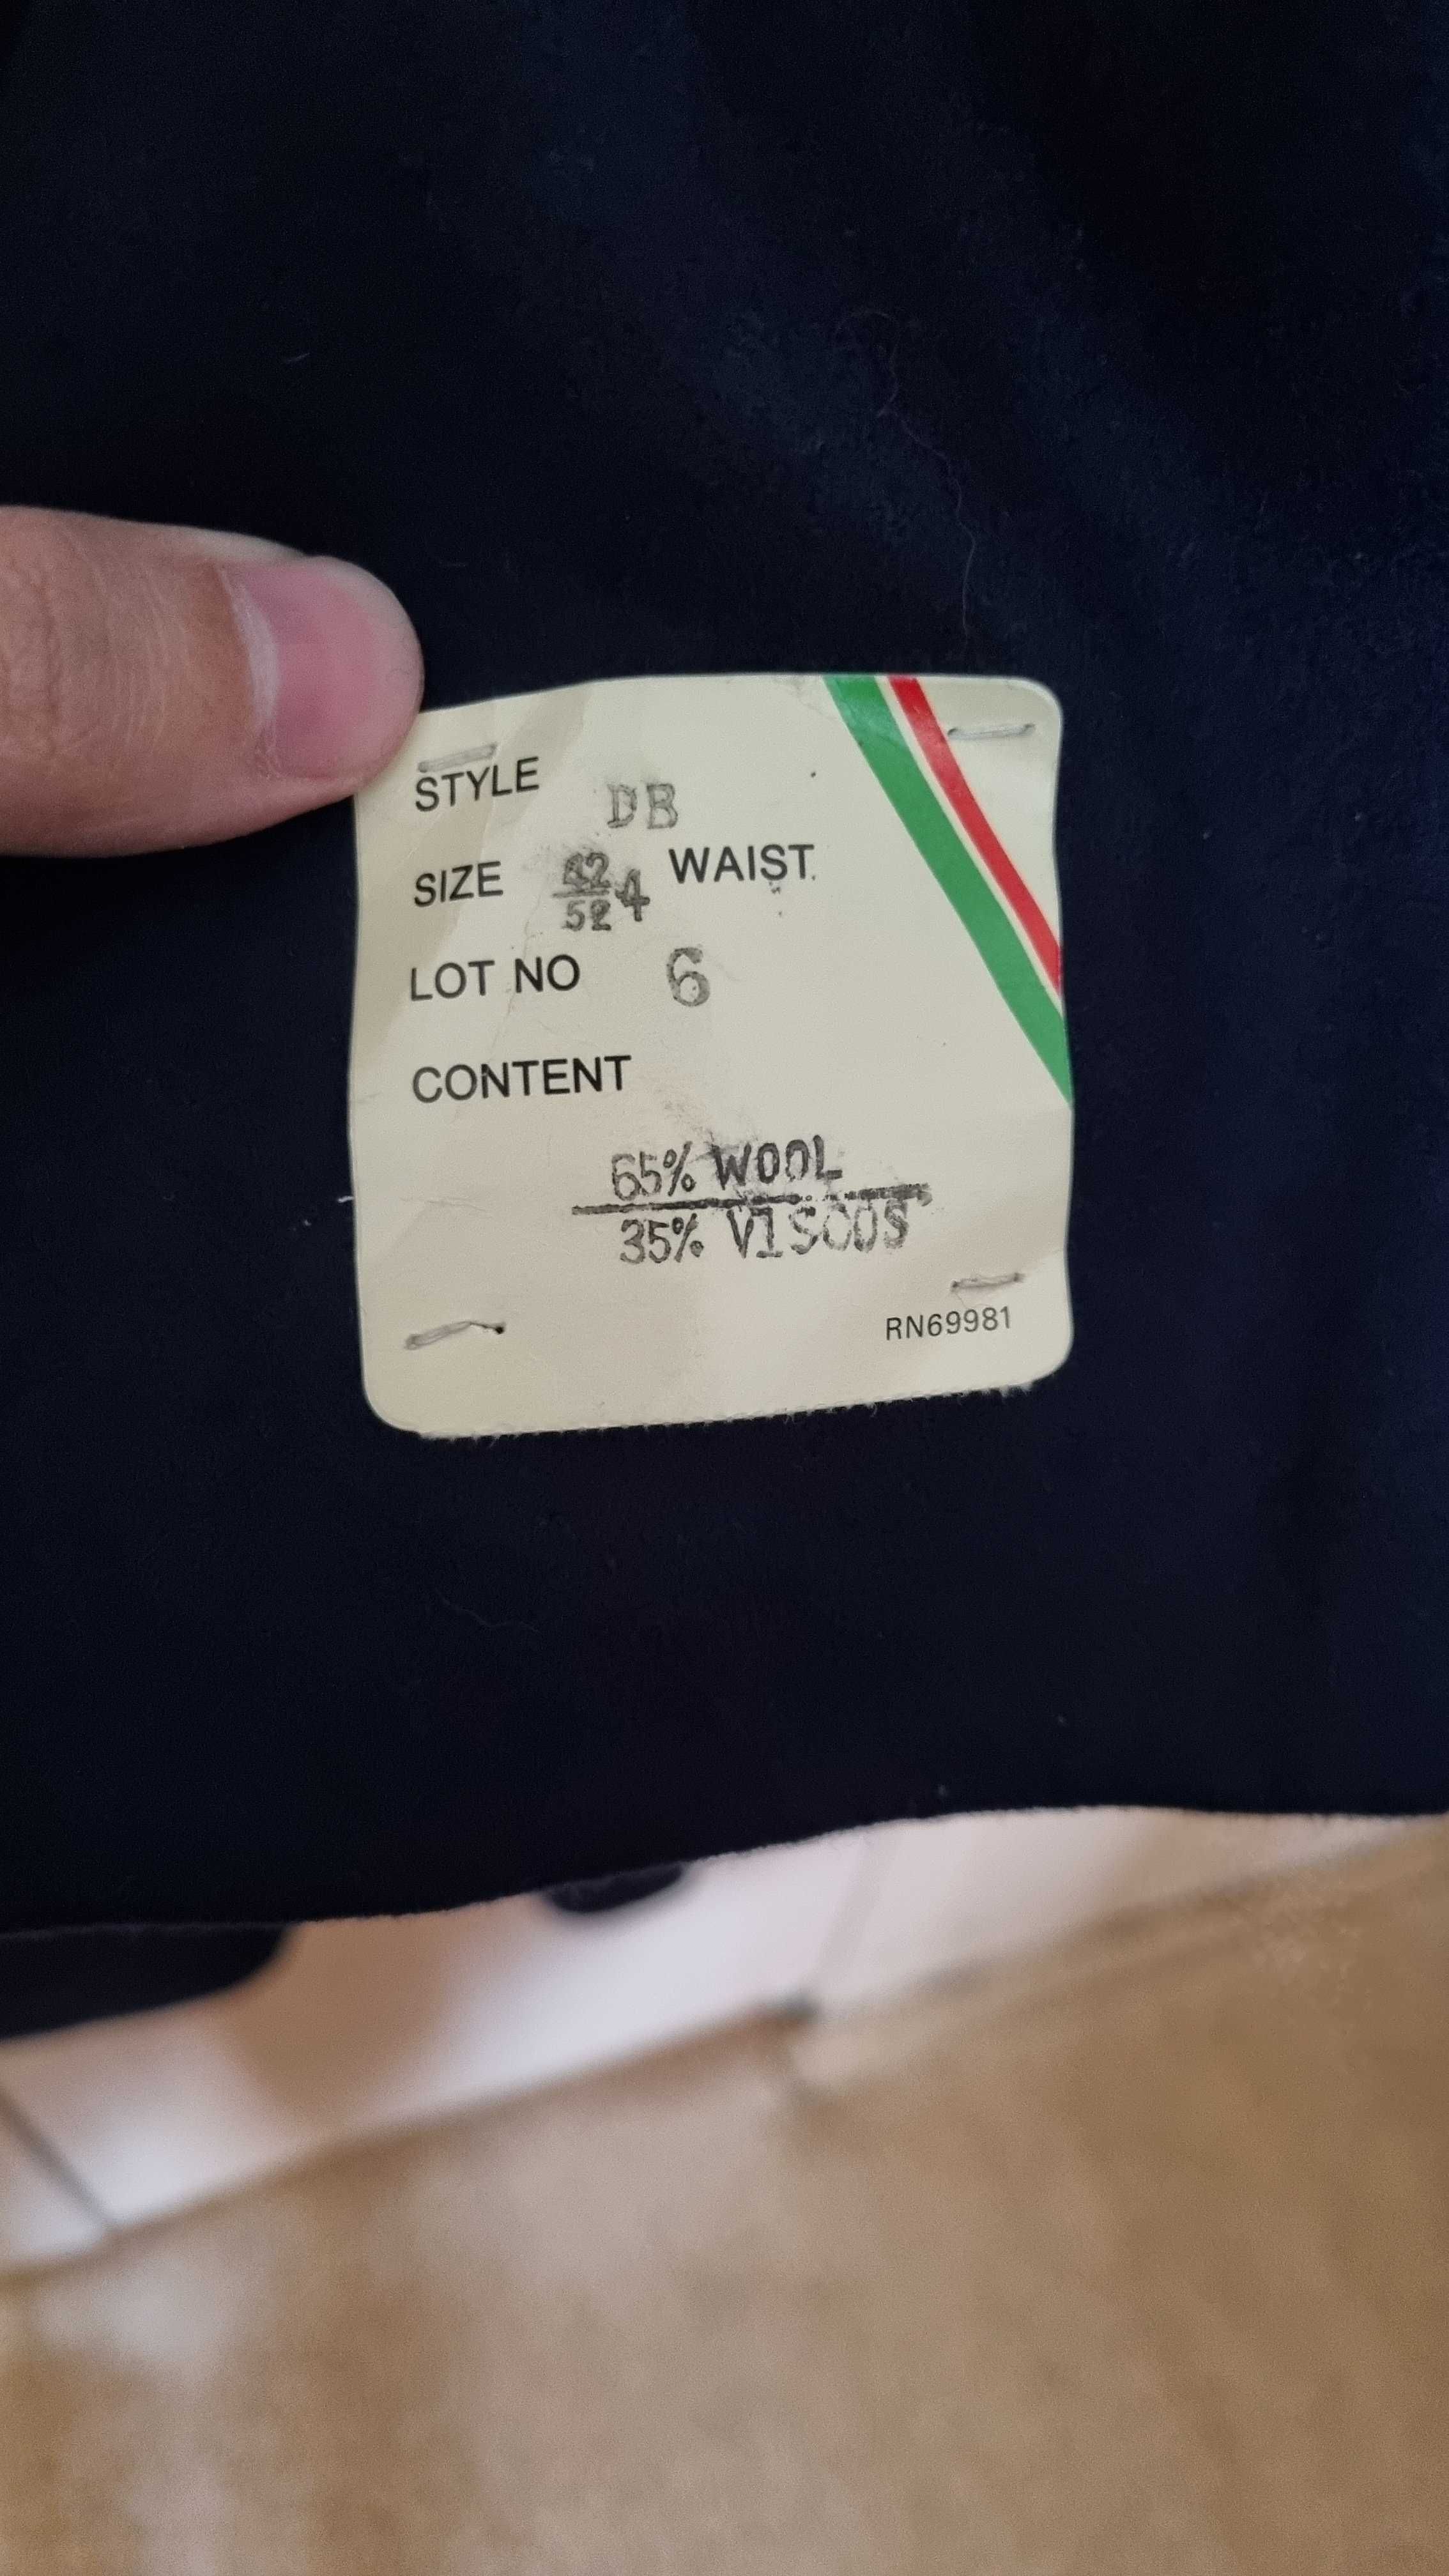 STYLE DB
SIZE 42/52 4 WAIST
LOT NO 6
CONTENT
65% WOOL
35% VISCOS
RN69981